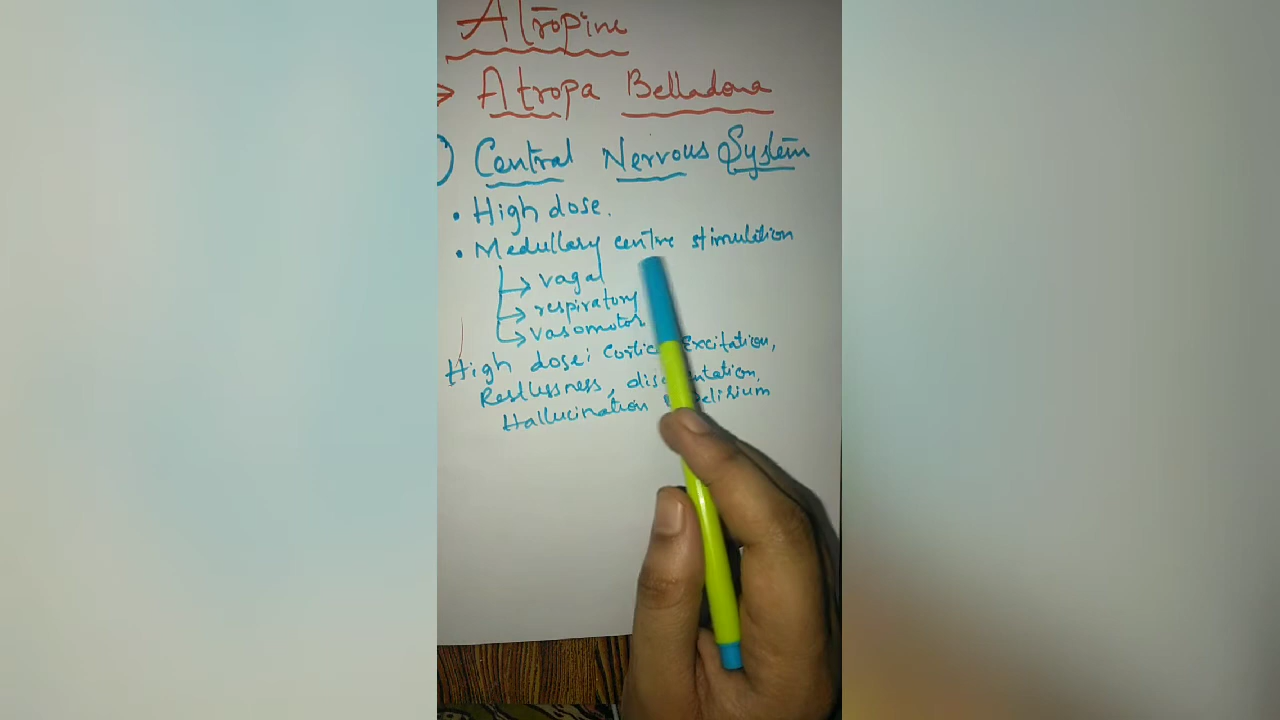 Atropine
→ Atropa Belladona
) Central Nervous System
• High dose.
• Medullary centre stimulation
→ vagal
→ respiratory
→ vasomotor
High dose: Excitation,
Restlessness,
Hallucination Delirium